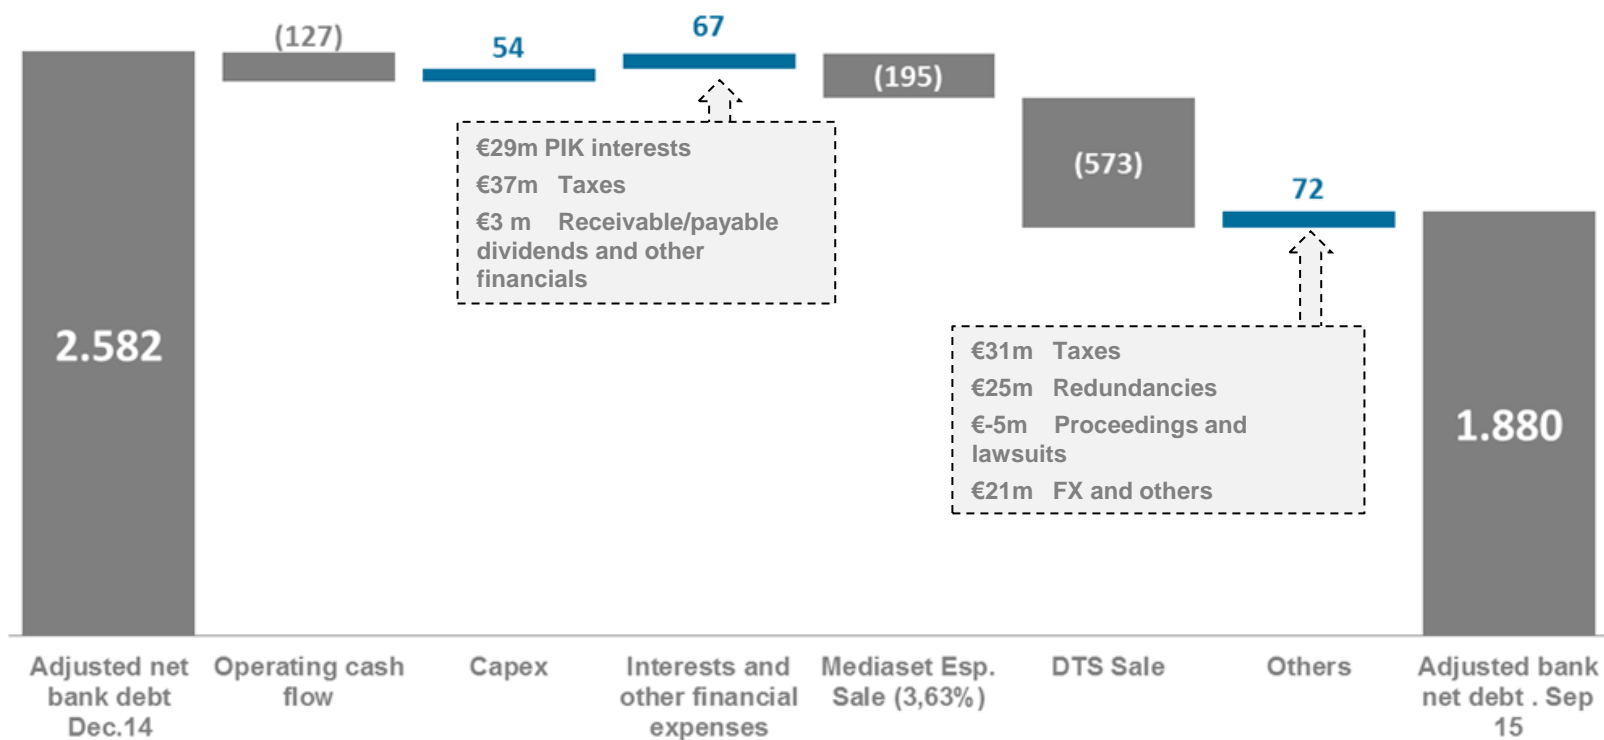 (127)
54
67
(195)
(573)
72
2.582
1.880
€29m PIK interests
€37m Taxes
€3 m Receivable/payable
dividends and other
financials
€31m Taxes
€25m Redundancies
€-5m Proceedings and
lawsuits
€21m FX and others
Adjusted net
bank debt
Dec.14
Operating cash
flow
Capex
Interests and
other financial
expenses
Mediaset Esp.
Sale (3,63%)
DTS Sale
Others
Adjusted bank
net debt . Sep
15